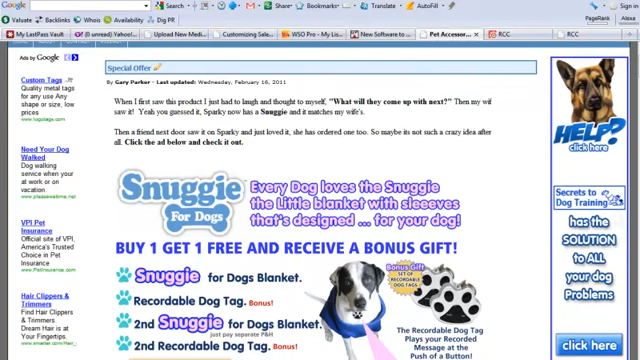 Google
Search
Share
Bookmarks
Translate
AutoFill
Sign in
Valuate
Backlinks
Whois
Availability
Dig PR
PageRank
Alexa
My LastPass Vault
(0 unread) Yahoo!...
Upload New Medi...
Customizing Sale...
WSO Pro - My Lis...
New Software to ...
Pet Accessor...
RCC
RCC
Ads by Google
Custom Tags
Quality metal tags
for any use Any
shape or size, low
prices
www.logotags.com
Need Your Dog
Walked
Dog walking
service when your
at work or on
vacation
www.pleasewaltime.net
VPI Pet
Insurance
Official site of VPI,
America's Trusted
Choice in Pet
Insurance
www.PetInsurance.com
Hair Clippers &
Trimmers
Find Hair Clippers
& Trimmers.
Dream Hair is at
Your Fingertips.
Special Offer
By Gary Parker - Last updated: Wednesday, February 16, 2011
When I first saw this product I just had to laugh and thought to myself, "What will they come up with next?" Then my wif
saw it! Yeah you guessed it, Sparky now has a Snuggie and it matches my wife's.
Then a friend next door saw it on Sparky and just loved it, she has ordered one too. So maybe its not such a crazy idea after
all. Click the ad below and check it out.
Snuggie
For Dogs
Every Dog loves the Snuggie
the Little blanket with sleeeves
that's designed ... for your dog!
BUY 1 GET 1 FREE AND RECEIVE A BONUS GIFT!
Snuggie for Dogs Blanket.
Recordable Dog Tag. Bonus!
2nd Snuggie for Dogs Blanket.
just pay separate P&H
2nd Recordable Dog Tag. Bonus!
Bonus Gift
SET OF
RECORDABLE
DOG TAGS
The Recordable Dog Tag
Plays your Recorded
Message at the
Push of a Button!
HELP?
click here
Secrets to
Dog Training
has the
SOLUTION
to ALL
your dog
Problems
click here